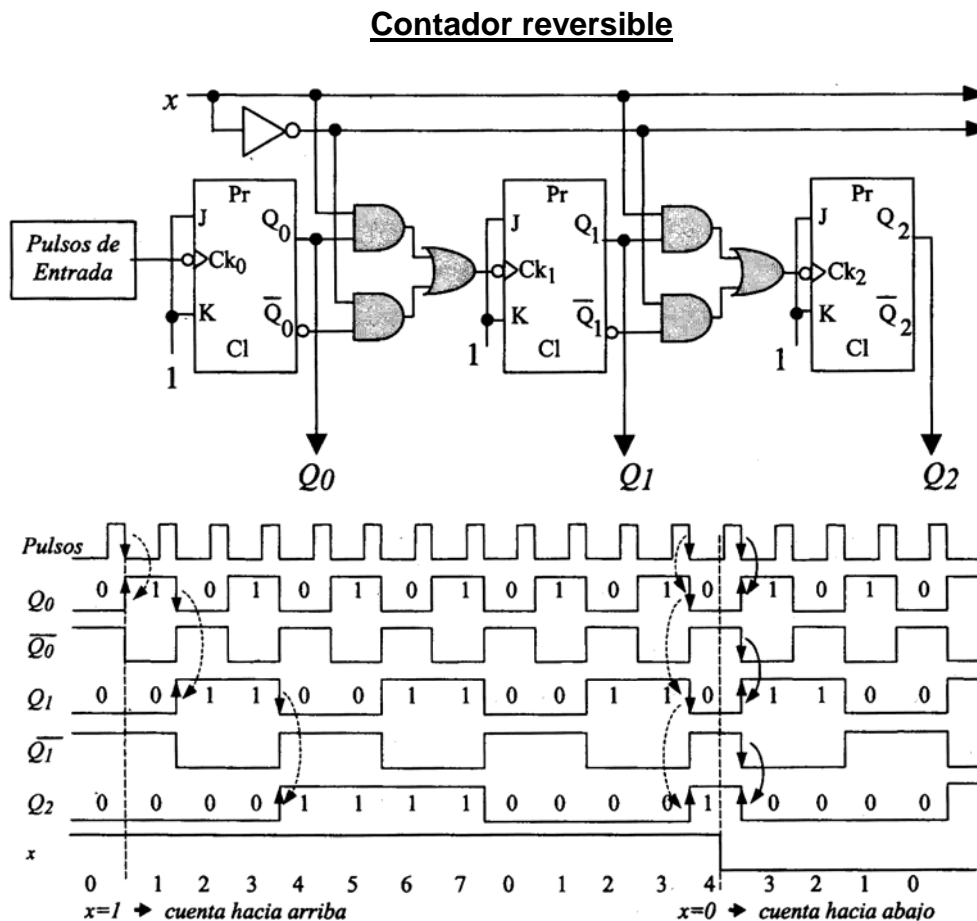 Contador reversible
x
Pr Pr Pr
J Q0 J Q1 J Q2
Pulsos de
Entrada
Ck0 Ck1 Ck2
K Q̅0 K Q̅1 K Q̅2
Cl Cl Cl
1 1 1
Q0 Q1 Q2
Pulsos
Q0 0 1 0 1 0 1 0 1 0 1 0 1 0 1 0 1 0
Q̅0
Q1 0 0 1 1 0 0 1 1 0 0 1 1 0 1 1 0 0
Q̅1
Q2 0 0 0 0 1 1 1 1 0 0 0 0 1 0 0 0 0
x
0 1 2 3 4 5 6 7 0 1 2 3 4 3 2 1 0
x=1 ➔ cuenta hacia arriba x=0 ➔ cuenta hacia abajo